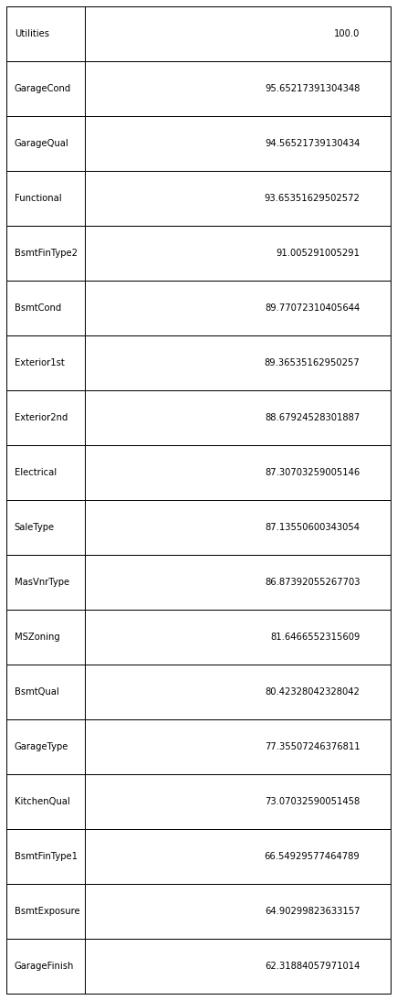 Utilities 100.0
GarageCond 95.65217391304348
GarageQual 94.56521739130434
Functional 93.65351629502572
BsmtFinType2 91.005291005291
BsmtCond 89.77072310405644
Exterior1st 89.36535162950257
Exterior2nd 88.67924528301887
Electrical 87.30703259005146
SaleType 87.13550600343054
MasVnrType 86.87392055267703
MSZoning 81.6466552315609
BsmtQual 80.42328042328042
GarageType 77.35507246376811
KitchenQual 73.07032590051458
BsmtFinType1 66.54929577464789
BsmtExposure 64.90299823633157
GarageFinish 62.31884057971014